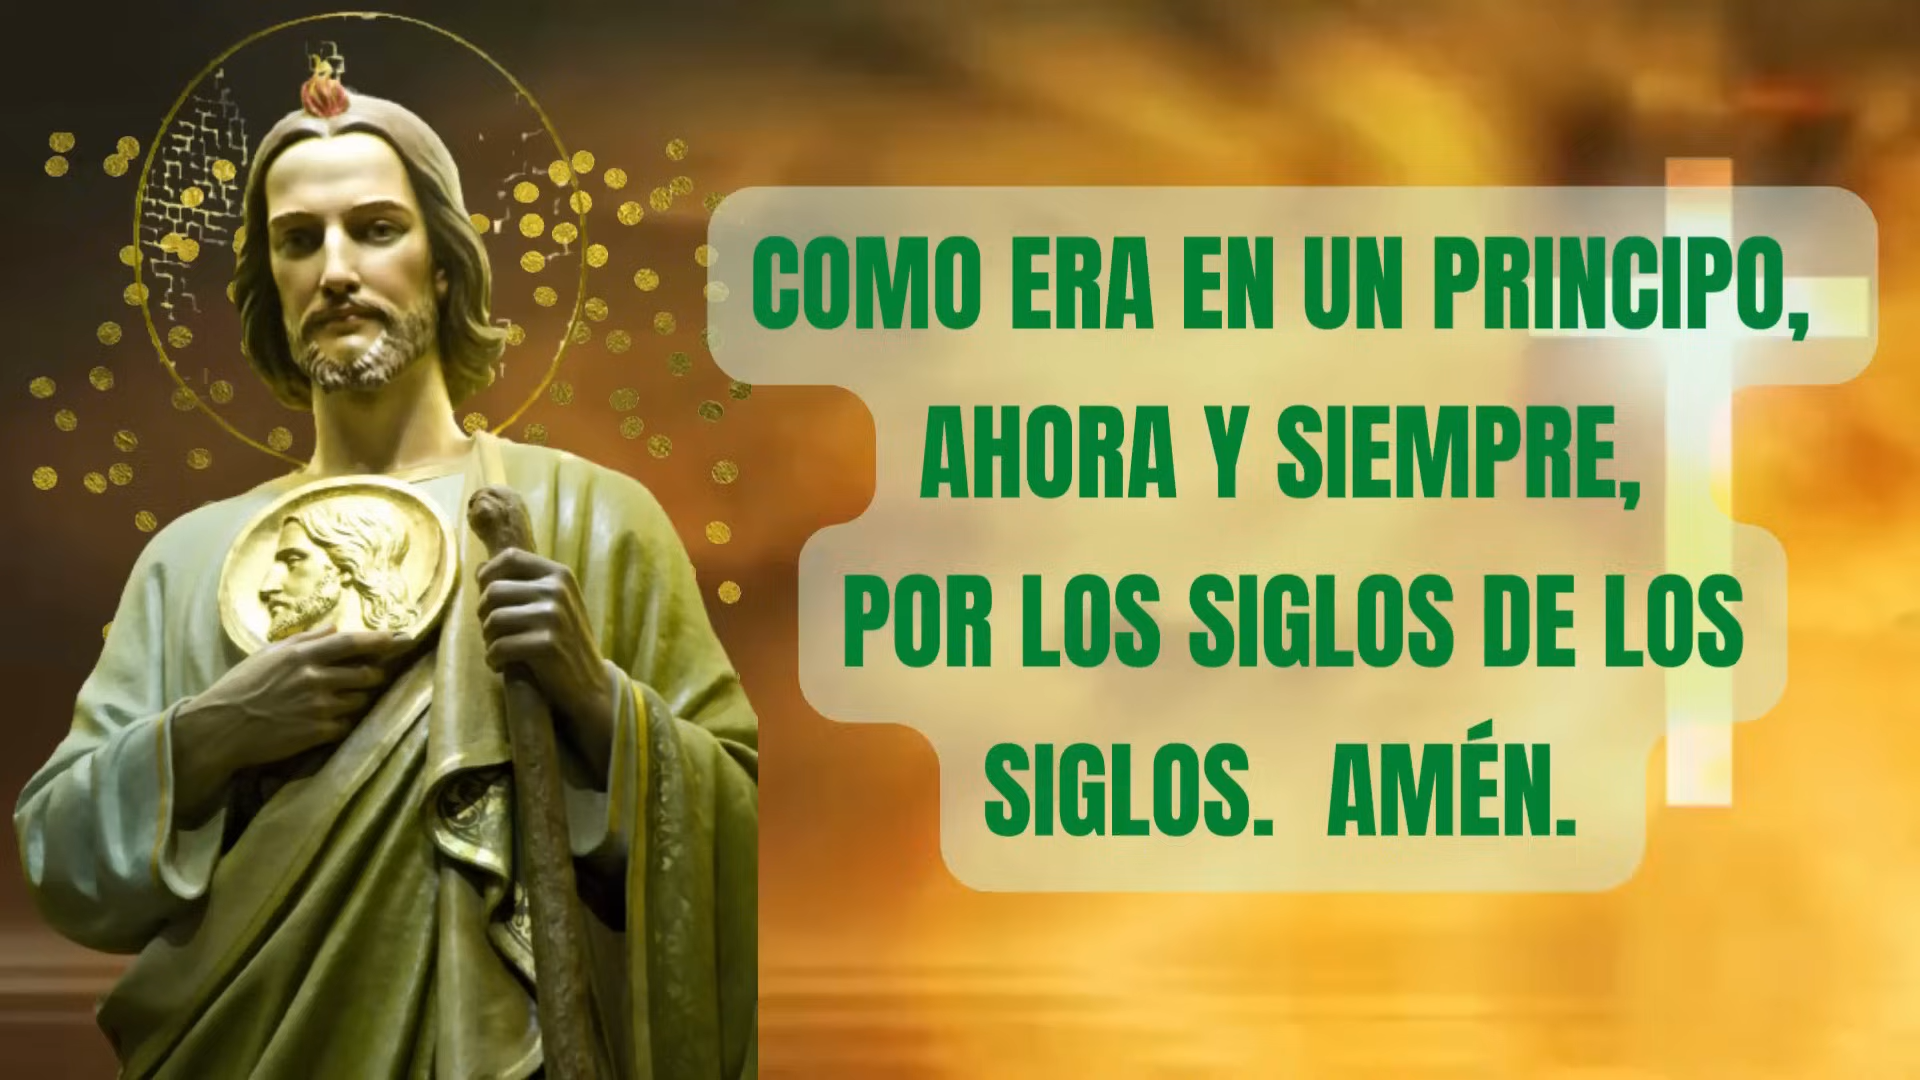 COMO ERA EN UN PRINCIPO,
AHORA Y SIEMPRE,
POR LOS SIGLOS DE LOS
SIGLOS. AMÉN.